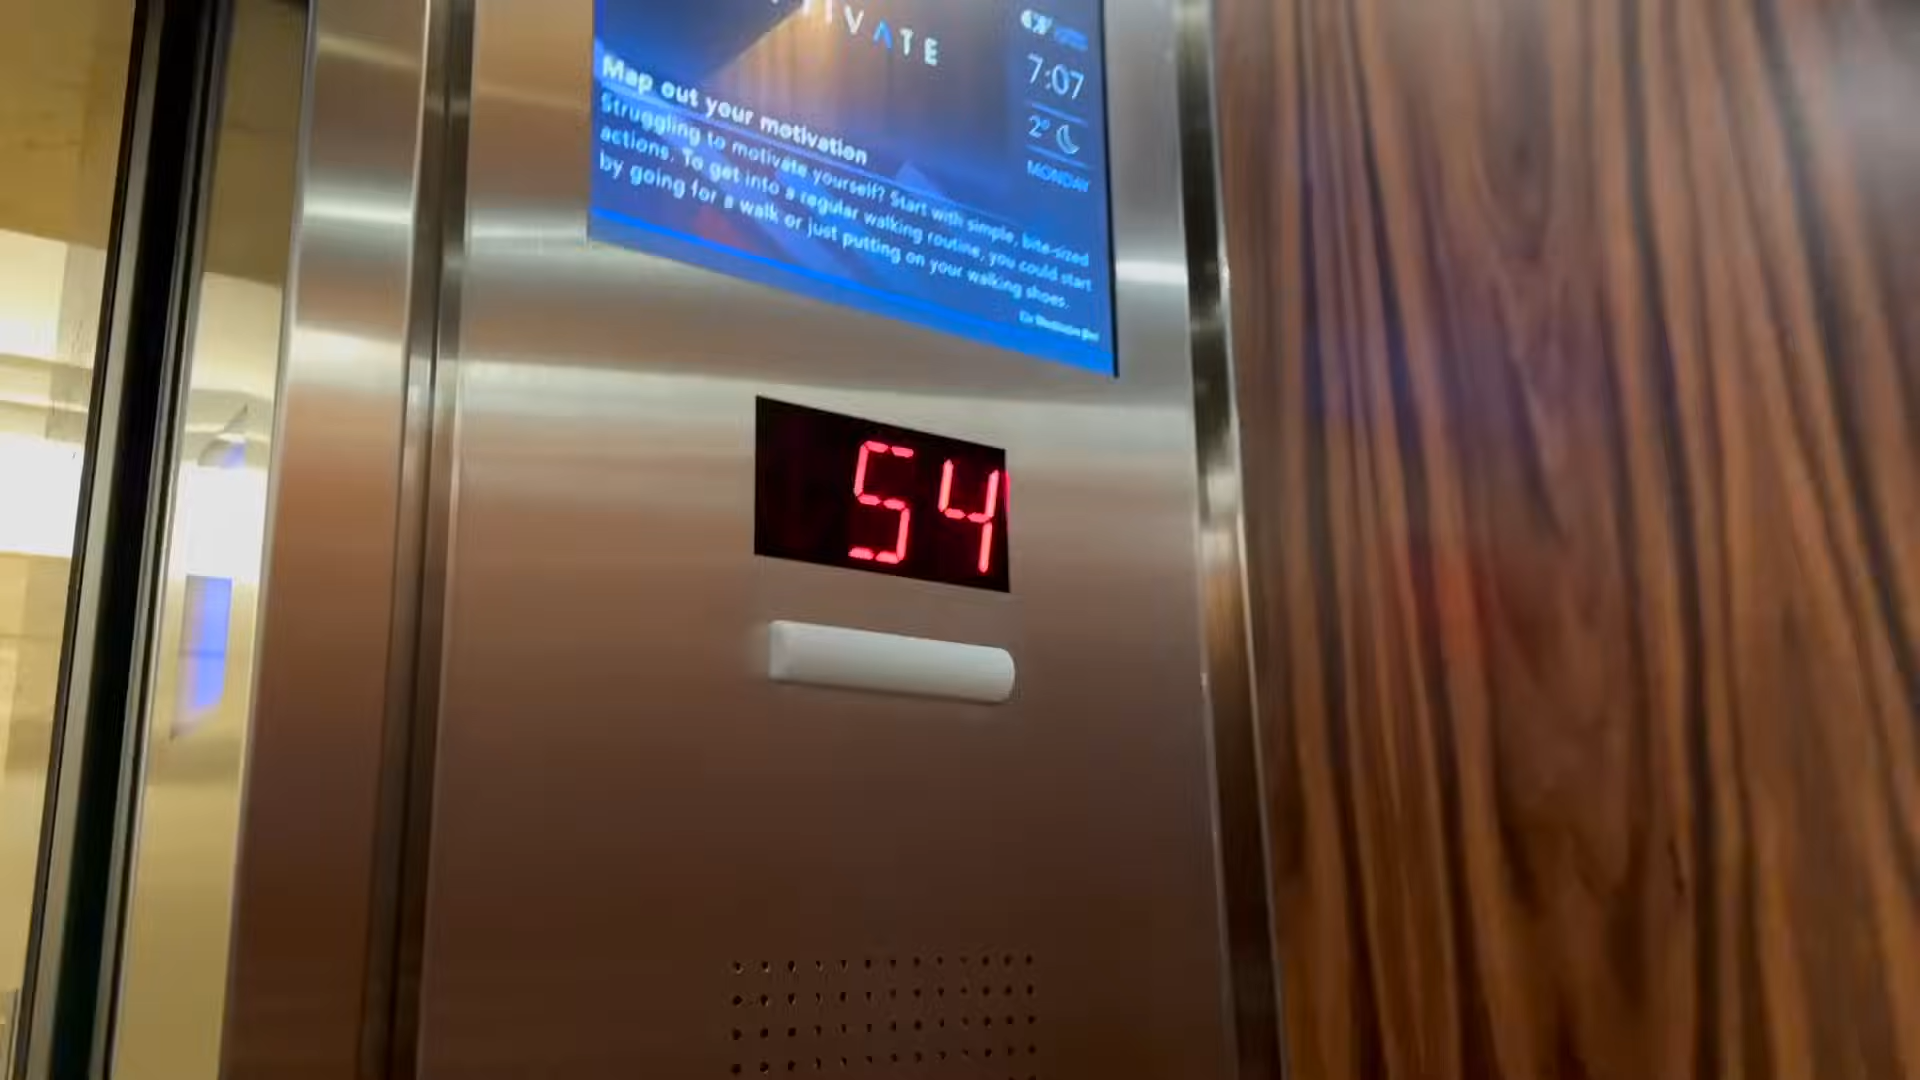 7:07
2°
MONDAY
Map out your motivation
Struggling to motivate yourself? Start with simple, bite-sized
actions. To get into a regular walking routine, you could start
by going for a walk or just putting on your walking shoes.
54